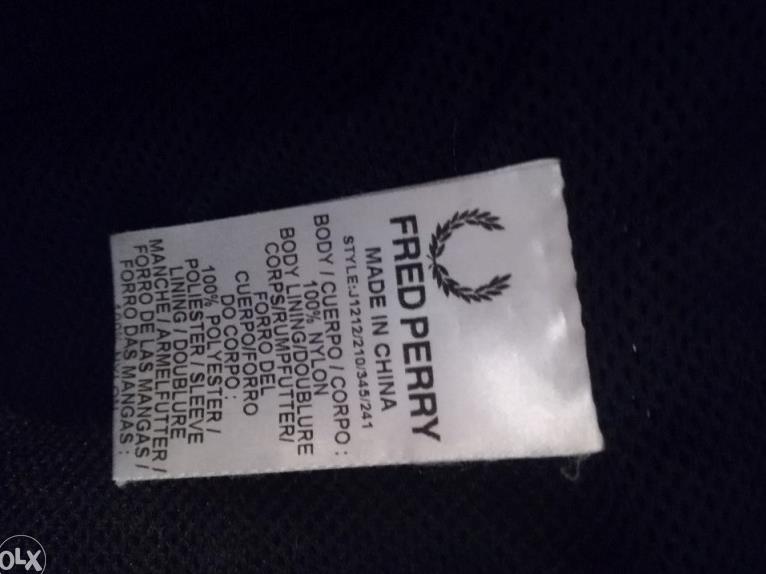 FRED PERRY
MADE IN CHINA
STYLE:J1212/210/345/241
BODY / CUERPO / CORPO :
100% NYLON
BODY LINING/DOUBLURE
CORPS/RUMPFUTTER/
FORRO DEL
CUERPO/FORRO
DO CORPO :
100% POLYESTER /
POLIESTER / SLEEVE
LINING / DOUBLURE
MANCHE / ARMELFUTTER /
FORRO DE LAS MANGAS /
FORRO DAS MANGAS :
OLX